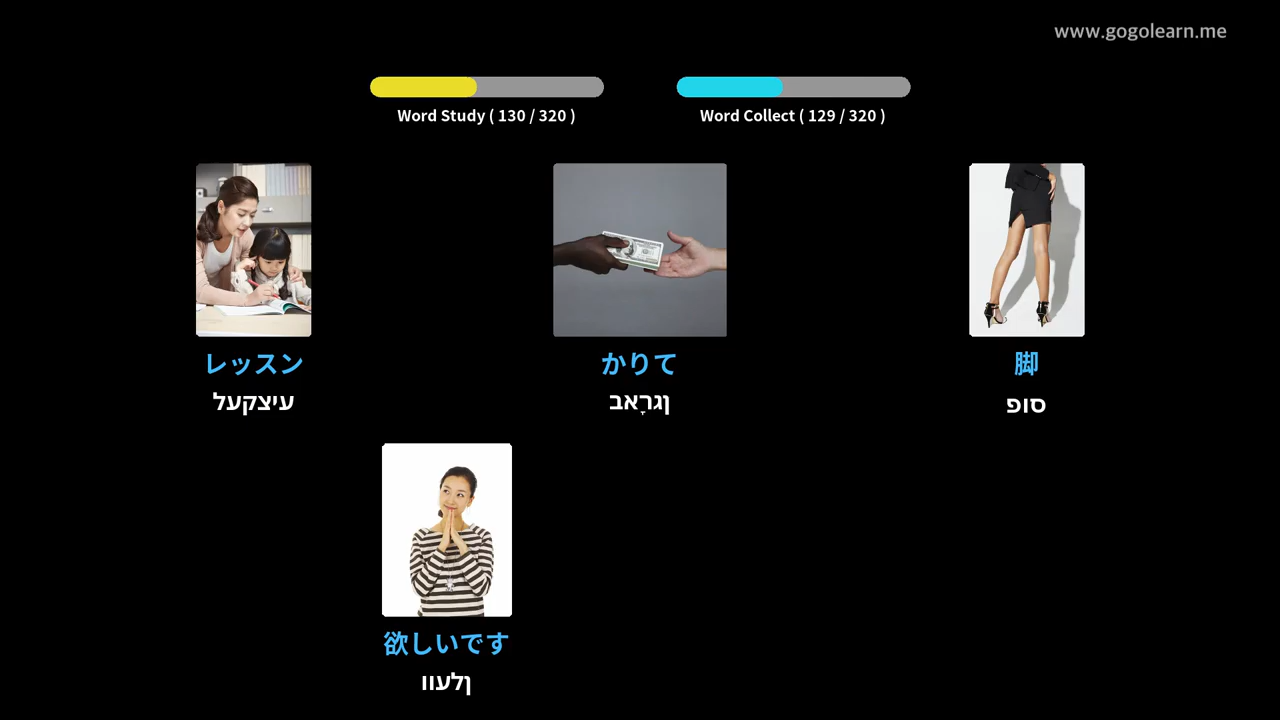 www.gogolearn.me
Word Study ( 130 / 320 )
Word Collect ( 129 / 320 )
レッスン
עיצקעל
かりて
ןגרָאב
脚
סופ
欲しいです
ןלעוו